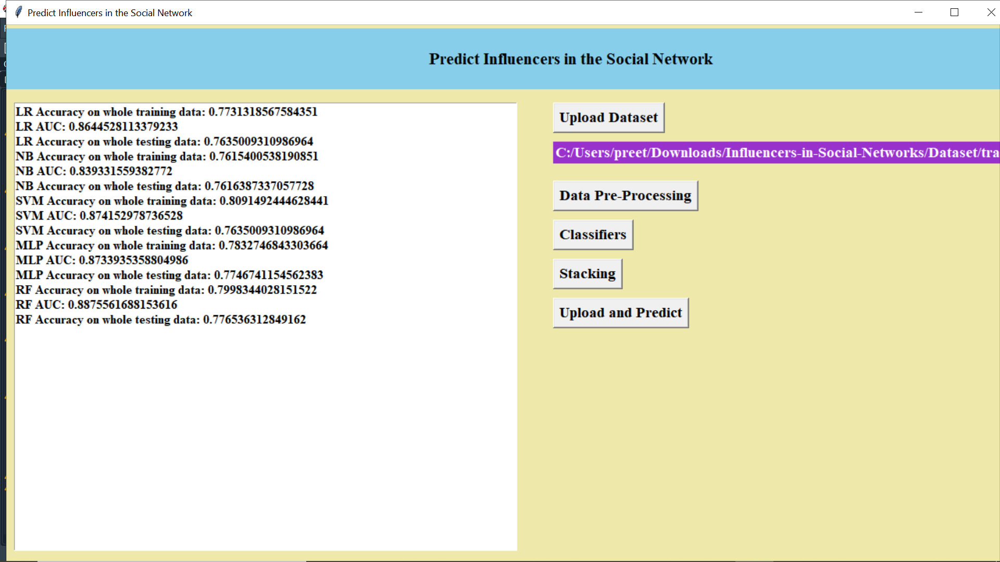 Predict Influencers in the Social Network
Predict Influencers in the Social Network
LR Accuracy on whole training data: 0.7731318567584351
LR AUC: 0.8644528113379233
LR Accuracy on whole testing data: 0.7635009310986964
NB Accuracy on whole training data: 0.7615400538190851
NB AUC: 0.839331559382772
NB Accuracy on whole testing data: 0.7616387337057728
SVM Accuracy on whole training data: 0.8091492444628441
SVM AUC: 0.874152978736528
SVM Accuracy on whole testing data: 0.7635009310986964
MLP Accuracy on whole training data: 0.7832746843303664
MLP AUC: 0.8733935358804986
MLP Accuracy on whole testing data: 0.7746741154562383
RF Accuracy on whole training data: 0.7998344028151522
RF AUC: 0.8875561688153616
RF Accuracy on whole testing data: 0.776536312849162
Upload Dataset
C:/Users/preet/Downloads/Influencers-in-Social-Networks/Dataset/tra
Data Pre-Processing
Classifiers
Stacking
Upload and Predict